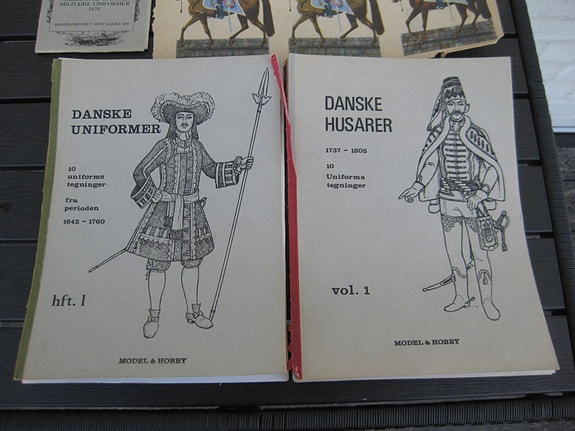 MILITAIRE UNIFORMER
DANSKE
UNIFORMER
10
uniforms
tegninger
fra
perioden
1642 - 1760
hft. 1
MODEL & HOBBY
DANSKE
HUSARER
1737 - 1805
10
Uniforms
tegninger
vol. 1
MODEL & HOBBY